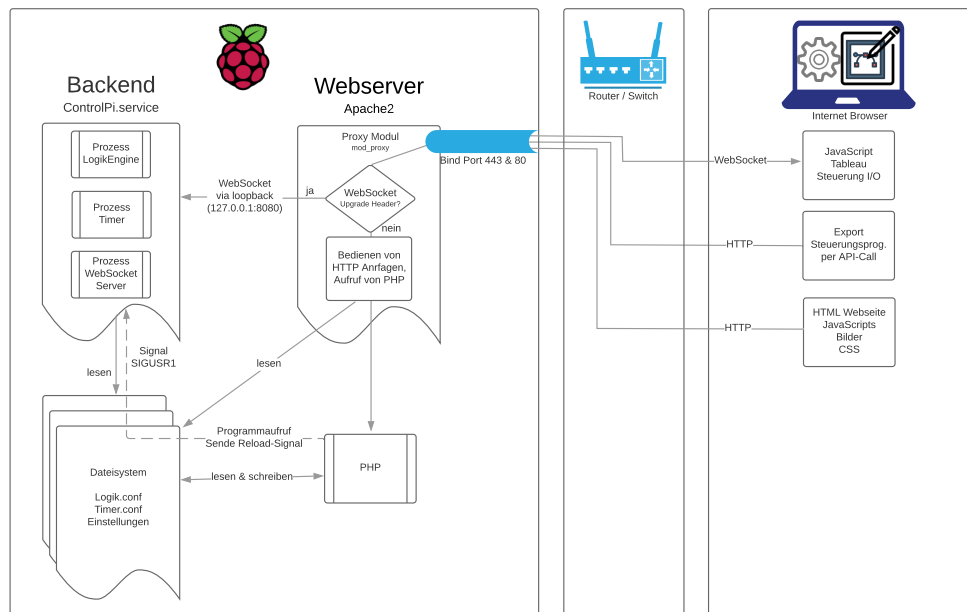 Backend
ControlPi.service
Prozess
LogikEngine
Prozess
Timer
Prozess
WebSocket
Server
Webserver
Apache2
Proxy Modul
mod_proxy
Bind Port 443 & 80
WebSocket
Upgrade Header?
ja
nein
WebSocket
via loopback
(127.0.0.1:8080)
Bedienen von
HTTP Anfragen,
Aufruf von PHP
lesen
Signal
SIGUSR1
lesen
Programmaufruf
Sende Reload-Signal
lesen & schreiben
PHP
Dateisystem
Logik.conf
Timer.conf
Einstellungen
Router / Switch
Internet Browser
WebSocket
JavaScript
Tableau
Steuerung I/O
HTTP
Export
Steuerungsprog.
per API-Call
HTTP
HTML Webseite
JavaScripts
Bilder
CSS